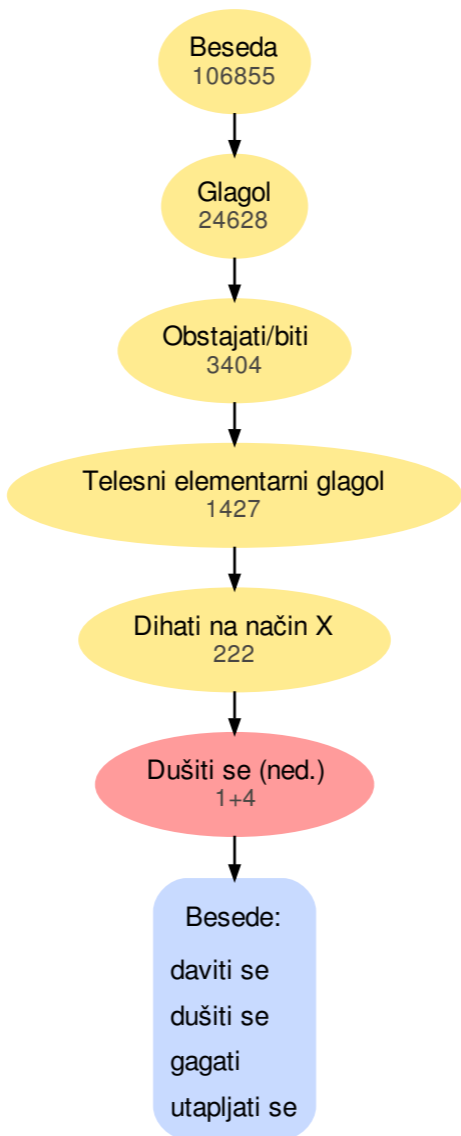 Beseda
106855
Glagol
24628
Obstajati/biti
3404
Telesni elementarni glagol
1427
Dihati na način X
222
Dušiti se (ned.)
1+4
Besede:
daviti se
dušiti se
gagati
utapljati se